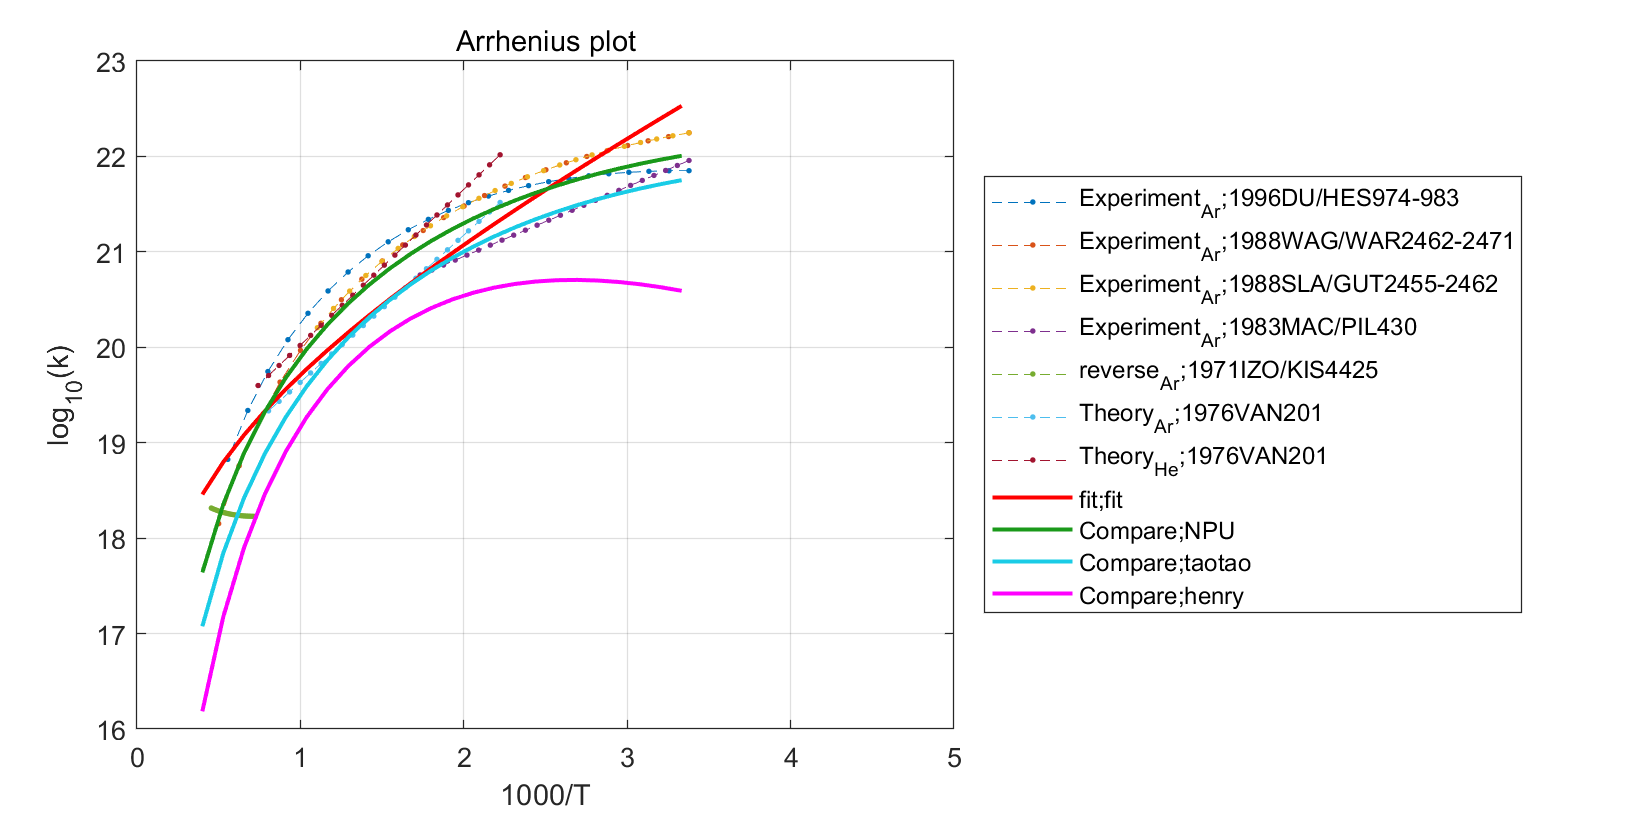 Arrhenius plot
23
22
21
20
19
18
17
16
log10(k)
0 1 2 3 4 5
1000/T
ExperimentAr;1996DU/HES974-983
ExperimentAr;1988WAG/WAR2462-2471
ExperimentAr;1988SLA/GUT2455-2462
ExperimentAr;1983MAC/PIL430
reverseAr;1971IZO/KIS4425
TheoryAr;1976VAN201
TheoryHe;1976VAN201
fit;fit
Compare;NPU
Compare;taotao
Compare;henry